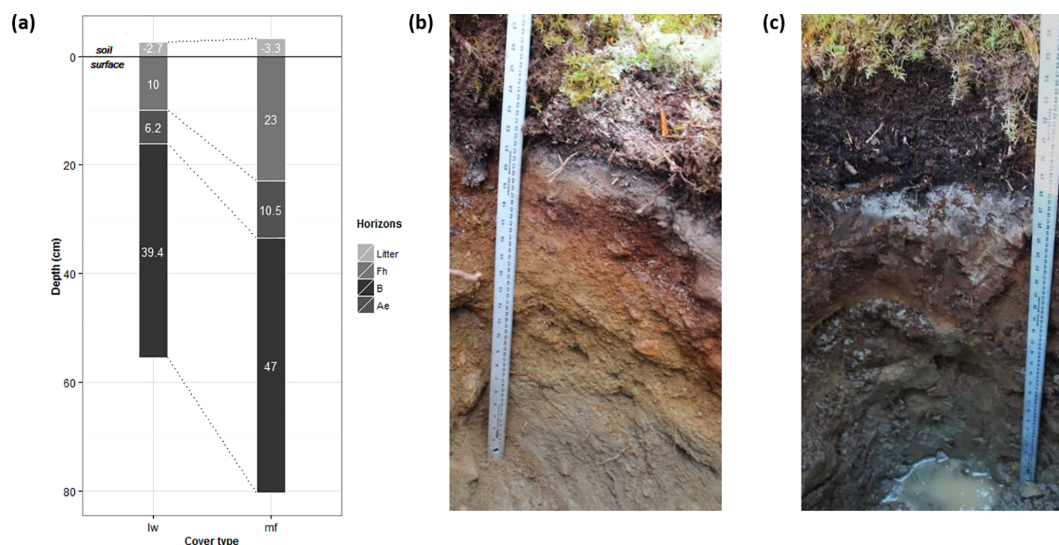 (a)
(b)
(c)
soil
surface
-2.7
-3.3
0
20
40
60
80
Depth (cm)
10
6.2
39.4
23
10.5
47
lw
mf
Cover type
Horizons
Litter
Fh
B
Ae